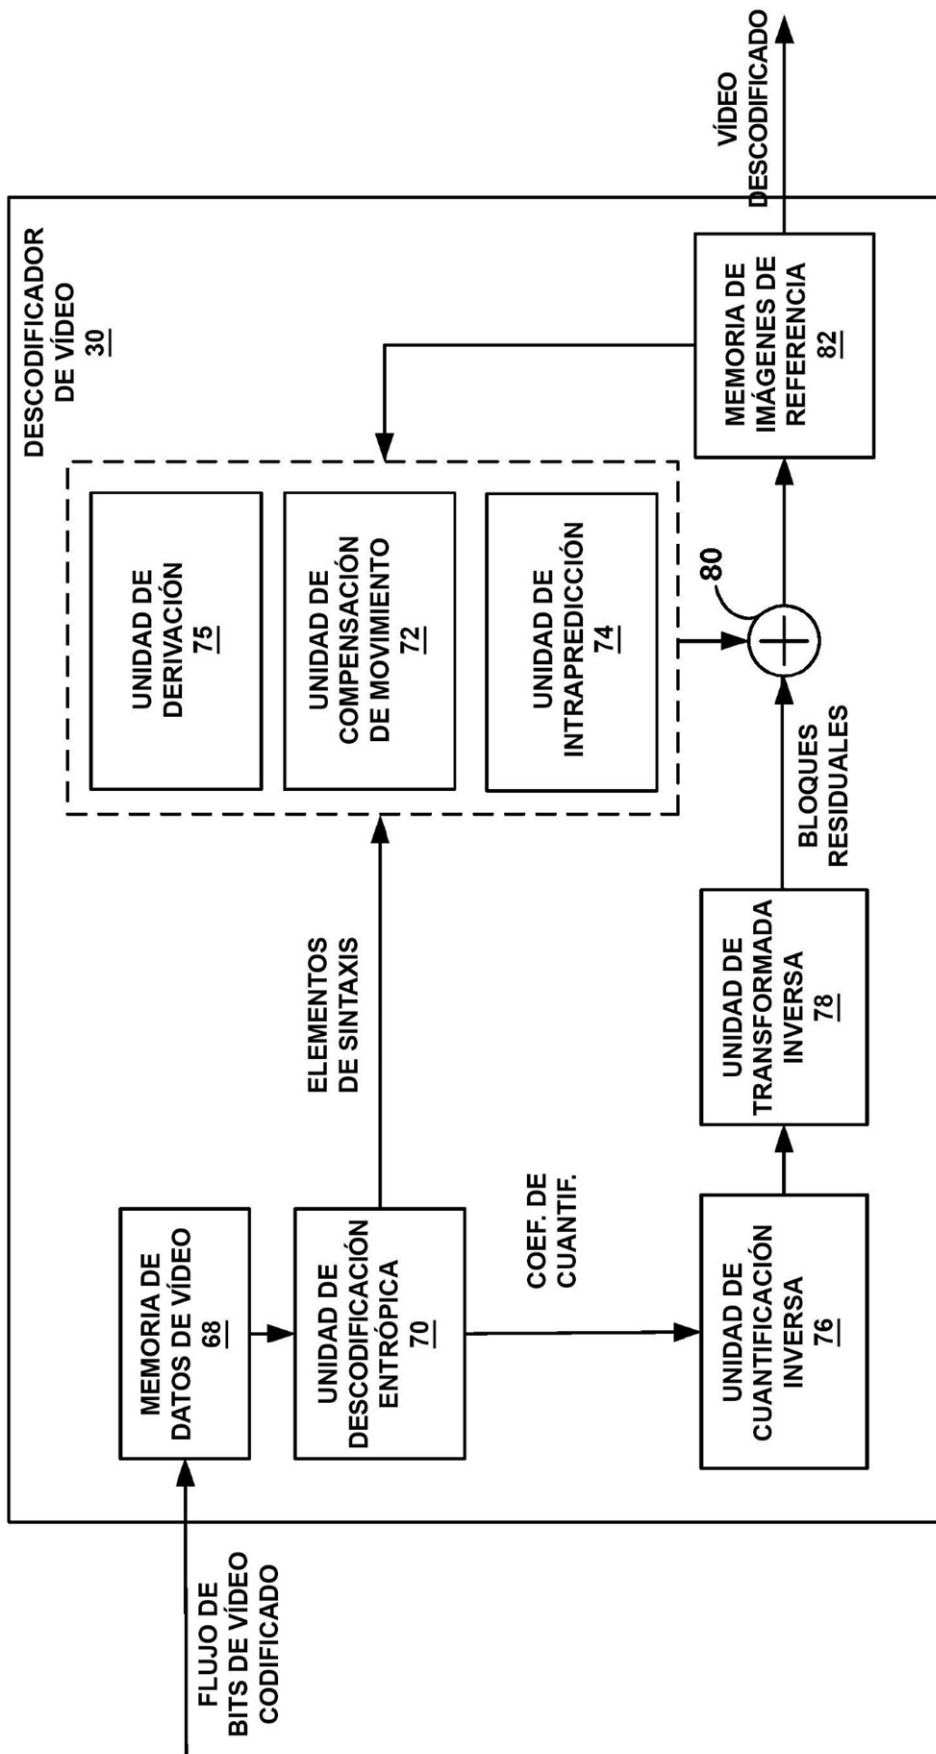 FLUJO DE
BITS DE VÍDEO
CODIFICADO
DESCODIFICADOR
DE VÍDEO
30
MEMORIA DE
DATOS DE VÍDEO
68
UNIDAD DE
DESCODIFICACIÓN
ENTRÓPICA
70
ELEMENTOS
DE SINTAXIS
COEF. DE
CUANTIF.
UNIDAD DE
DERIVACIÓN
75
UNIDAD DE
COMPENSACIÓN
DE MOVIMIENTO
72
UNIDAD DE
INTRAPREDICCIÓN
74
UNIDAD DE
CUANTIFICACIÓN
INVERSA
76
UNIDAD DE
TRANSFORMADA
INVERSA
78
BLOQUES
RESIDUALES
80
MEMORIA DE
IMÁGENES DE
REFERENCIA
82
VÍDEO
DESCODIFICADO